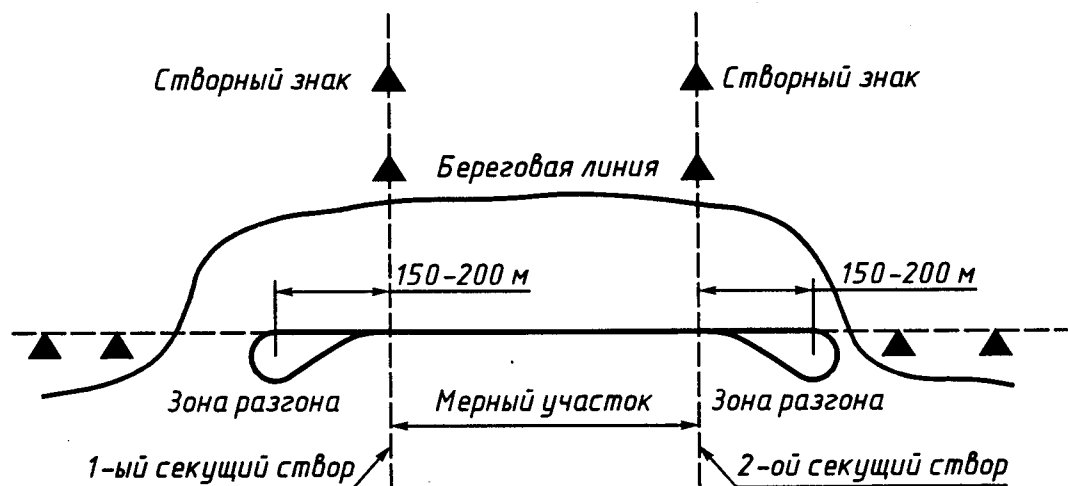 Створный знак
Створный знак
Береговая линия
150-200 м
150-200 м
Зона разгона
Мерный участок
Зона разгона
1-ый секущий створ
2-ой секущий створ